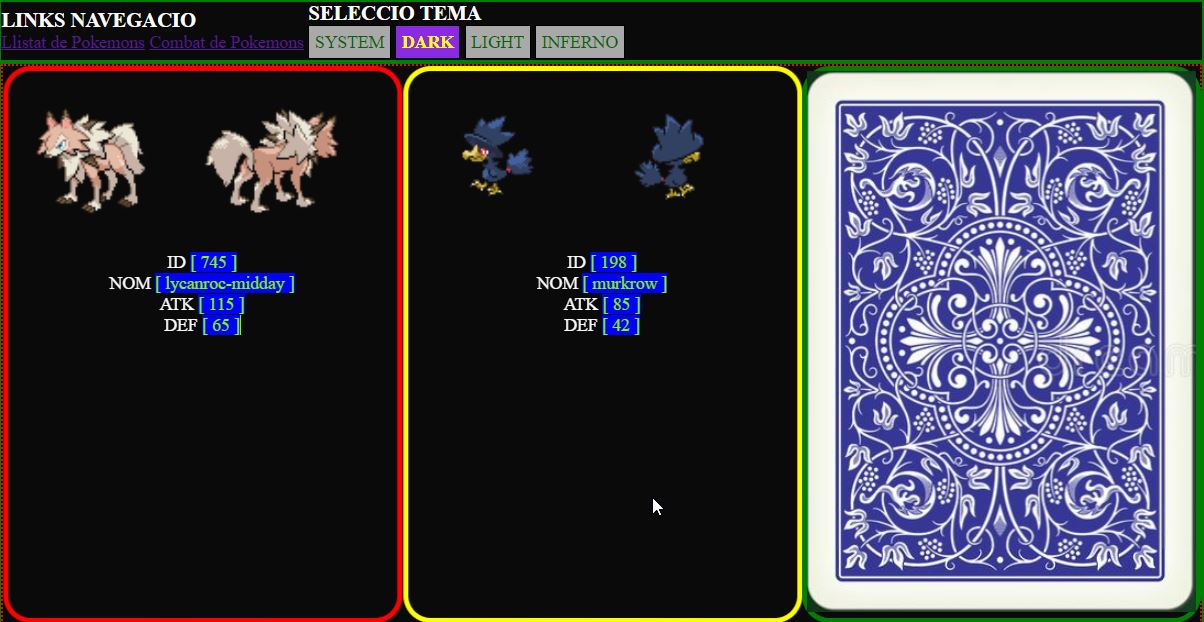 LINKS NAVEGACIO
Llistat de Pokemons Combat de Pokemons
SELECCIO TEMA
SYSTEM DARK LIGHT INFERNO
ID [ 745 ]
NOM [ lycanroc-midday ]
ATK [ 115 ]
DEF [ 65 ]
ID [ 198 ]
NOM [ murkrow ]
ATK [ 85 ]
DEF [ 42 ]